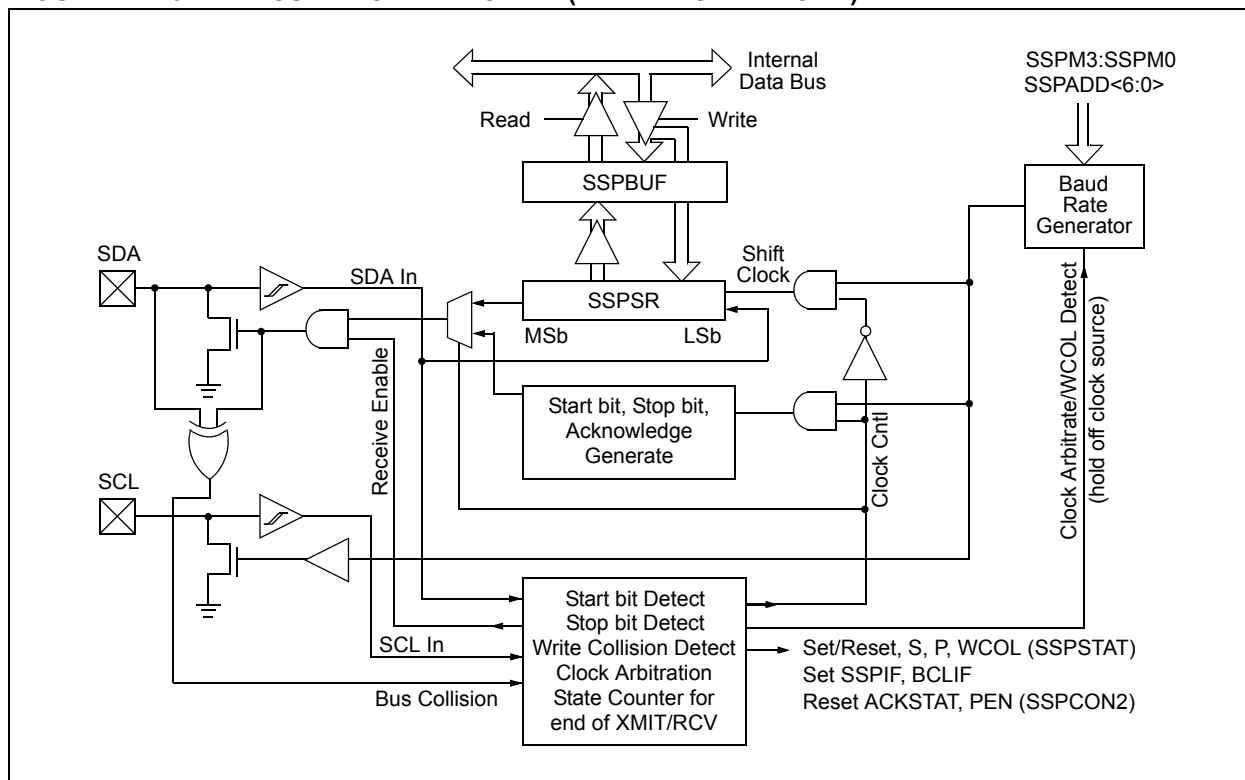 Internal
Data Bus
SSPM3:SSPM0
SSPADD<6:0>
Read
Write
SSPBUF
Baud
Rate
Generator
SDA
SDA In
Shift
Clock
SSPSR
MSb
LSb
Start bit, Stop bit,
Acknowledge
Generate
Receive Enable
Clock Cntl
Clock Arbitrate/WCOL Detect
(hold off clock source)
SCL
SCL In
Bus Collision
Start bit Detect
Stop bit Detect
Write Collision Detect
Clock Arbitration
State Counter for
end of XMIT/RCV
Set/Reset, S, P, WCOL (SSPSTAT)
Set SSPIF, BCLIF
Reset ACKSTAT, PEN (SSPCON2)